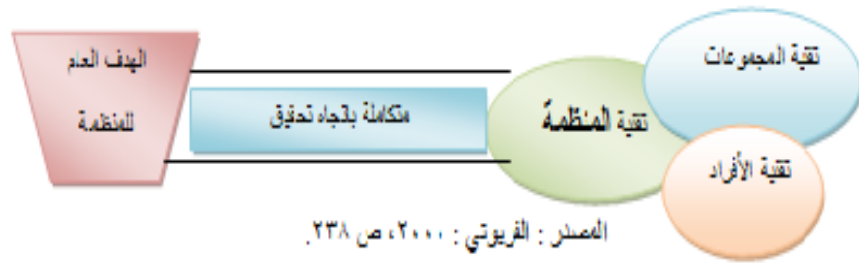 تقنية المجموعات
تقنية المنظمة
تقنية الأفراد
متكاملة باتجاه تحقيق
الهدف العام
للمنظمة
المصدر : القريوتي : ٢٠٠٠، ص ٢٣٨.